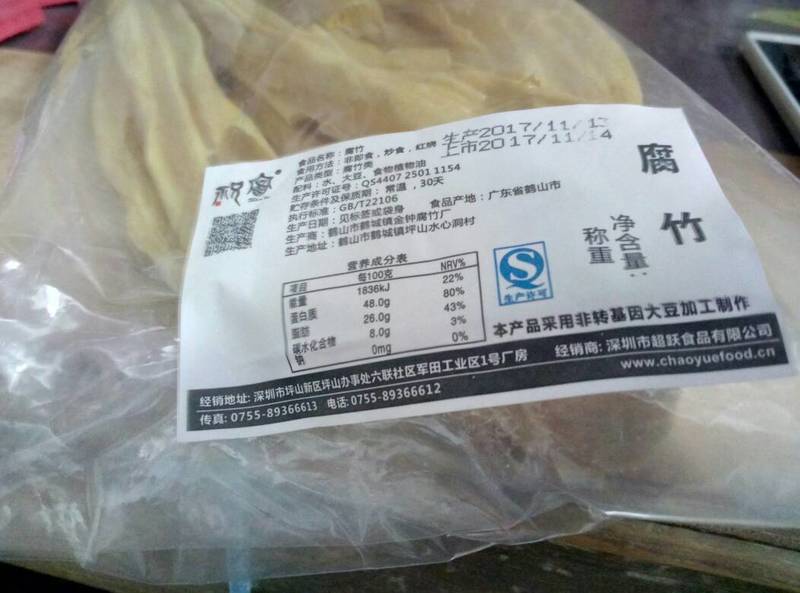 祝富
食品名称：腐竹
食用方法：非即食，炒食，红烧
产品类型：腐竹类
配料：水、大豆、食物植物油
生产许可证号：QS4407 2501 1154
贮存条件及保质期：常温，30天
执行标准：GB/T22106
食品产地：广东省鹤山市
生产日期：见标签或袋身
生产商：鹤山市鹤城镇金钟腐竹厂
生产地址：鹤山市鹤城镇坪山水心洞村
生产2017/11/13
上市2017/11/14
腐竹
净含量：
称重
营养成分表
项目 每100克 NRV%
能量 1836kJ 22%
蛋白质 48.0g 80%
脂肪 26.0g 43%
碳水化合物 8.0g 3%
钠 0mg 0%
生产许可
本产品采用非转基因大豆加工制作
经销地址：深圳市坪山新区坪山办事处六联社区军田工业区1号厂房
经销商：深圳市超跃食品有限公司
传真：0755-89366613 电话：0755-89366612
www.chaoyuefood.cn